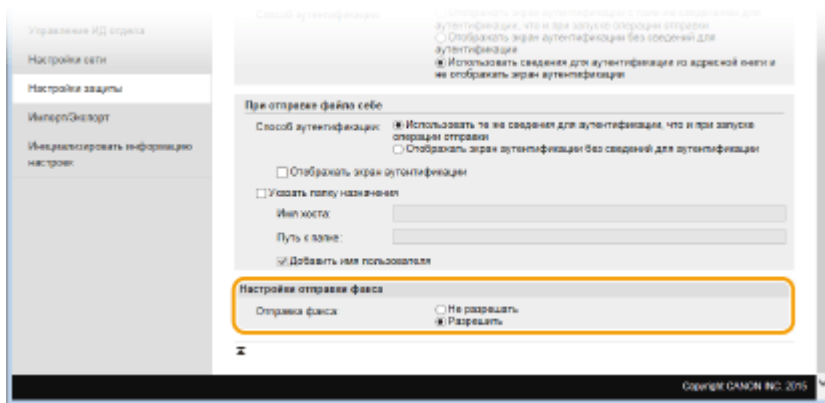 Управление ИД отдела
Настройки сети
Настройки защиты
Импорт/Экспорт
Инициализировать информацию
настроек
Способ аутентификации:
аутентификации, что и при запуске операции отправки
Отображать экран аутентификации без сведений для
аутентификации
Использовать сведения для аутентификации из адресной книги и
не отображать экран аутентификации
При отправке файла себе
Способ аутентификации:
Использовать те же сведения для аутентификации, что и при запуске
операции отправки
Отображать экран аутентификации без сведений для аутентификации
Отображать экран аутентификации
Указать папку назначения
Имя хоста:
Путь к папке:
Добавить имя пользователя
Настройки отправки факса
Отправка факса:
Не разрешать
Разрешить
Copyright CANON INC. 2015